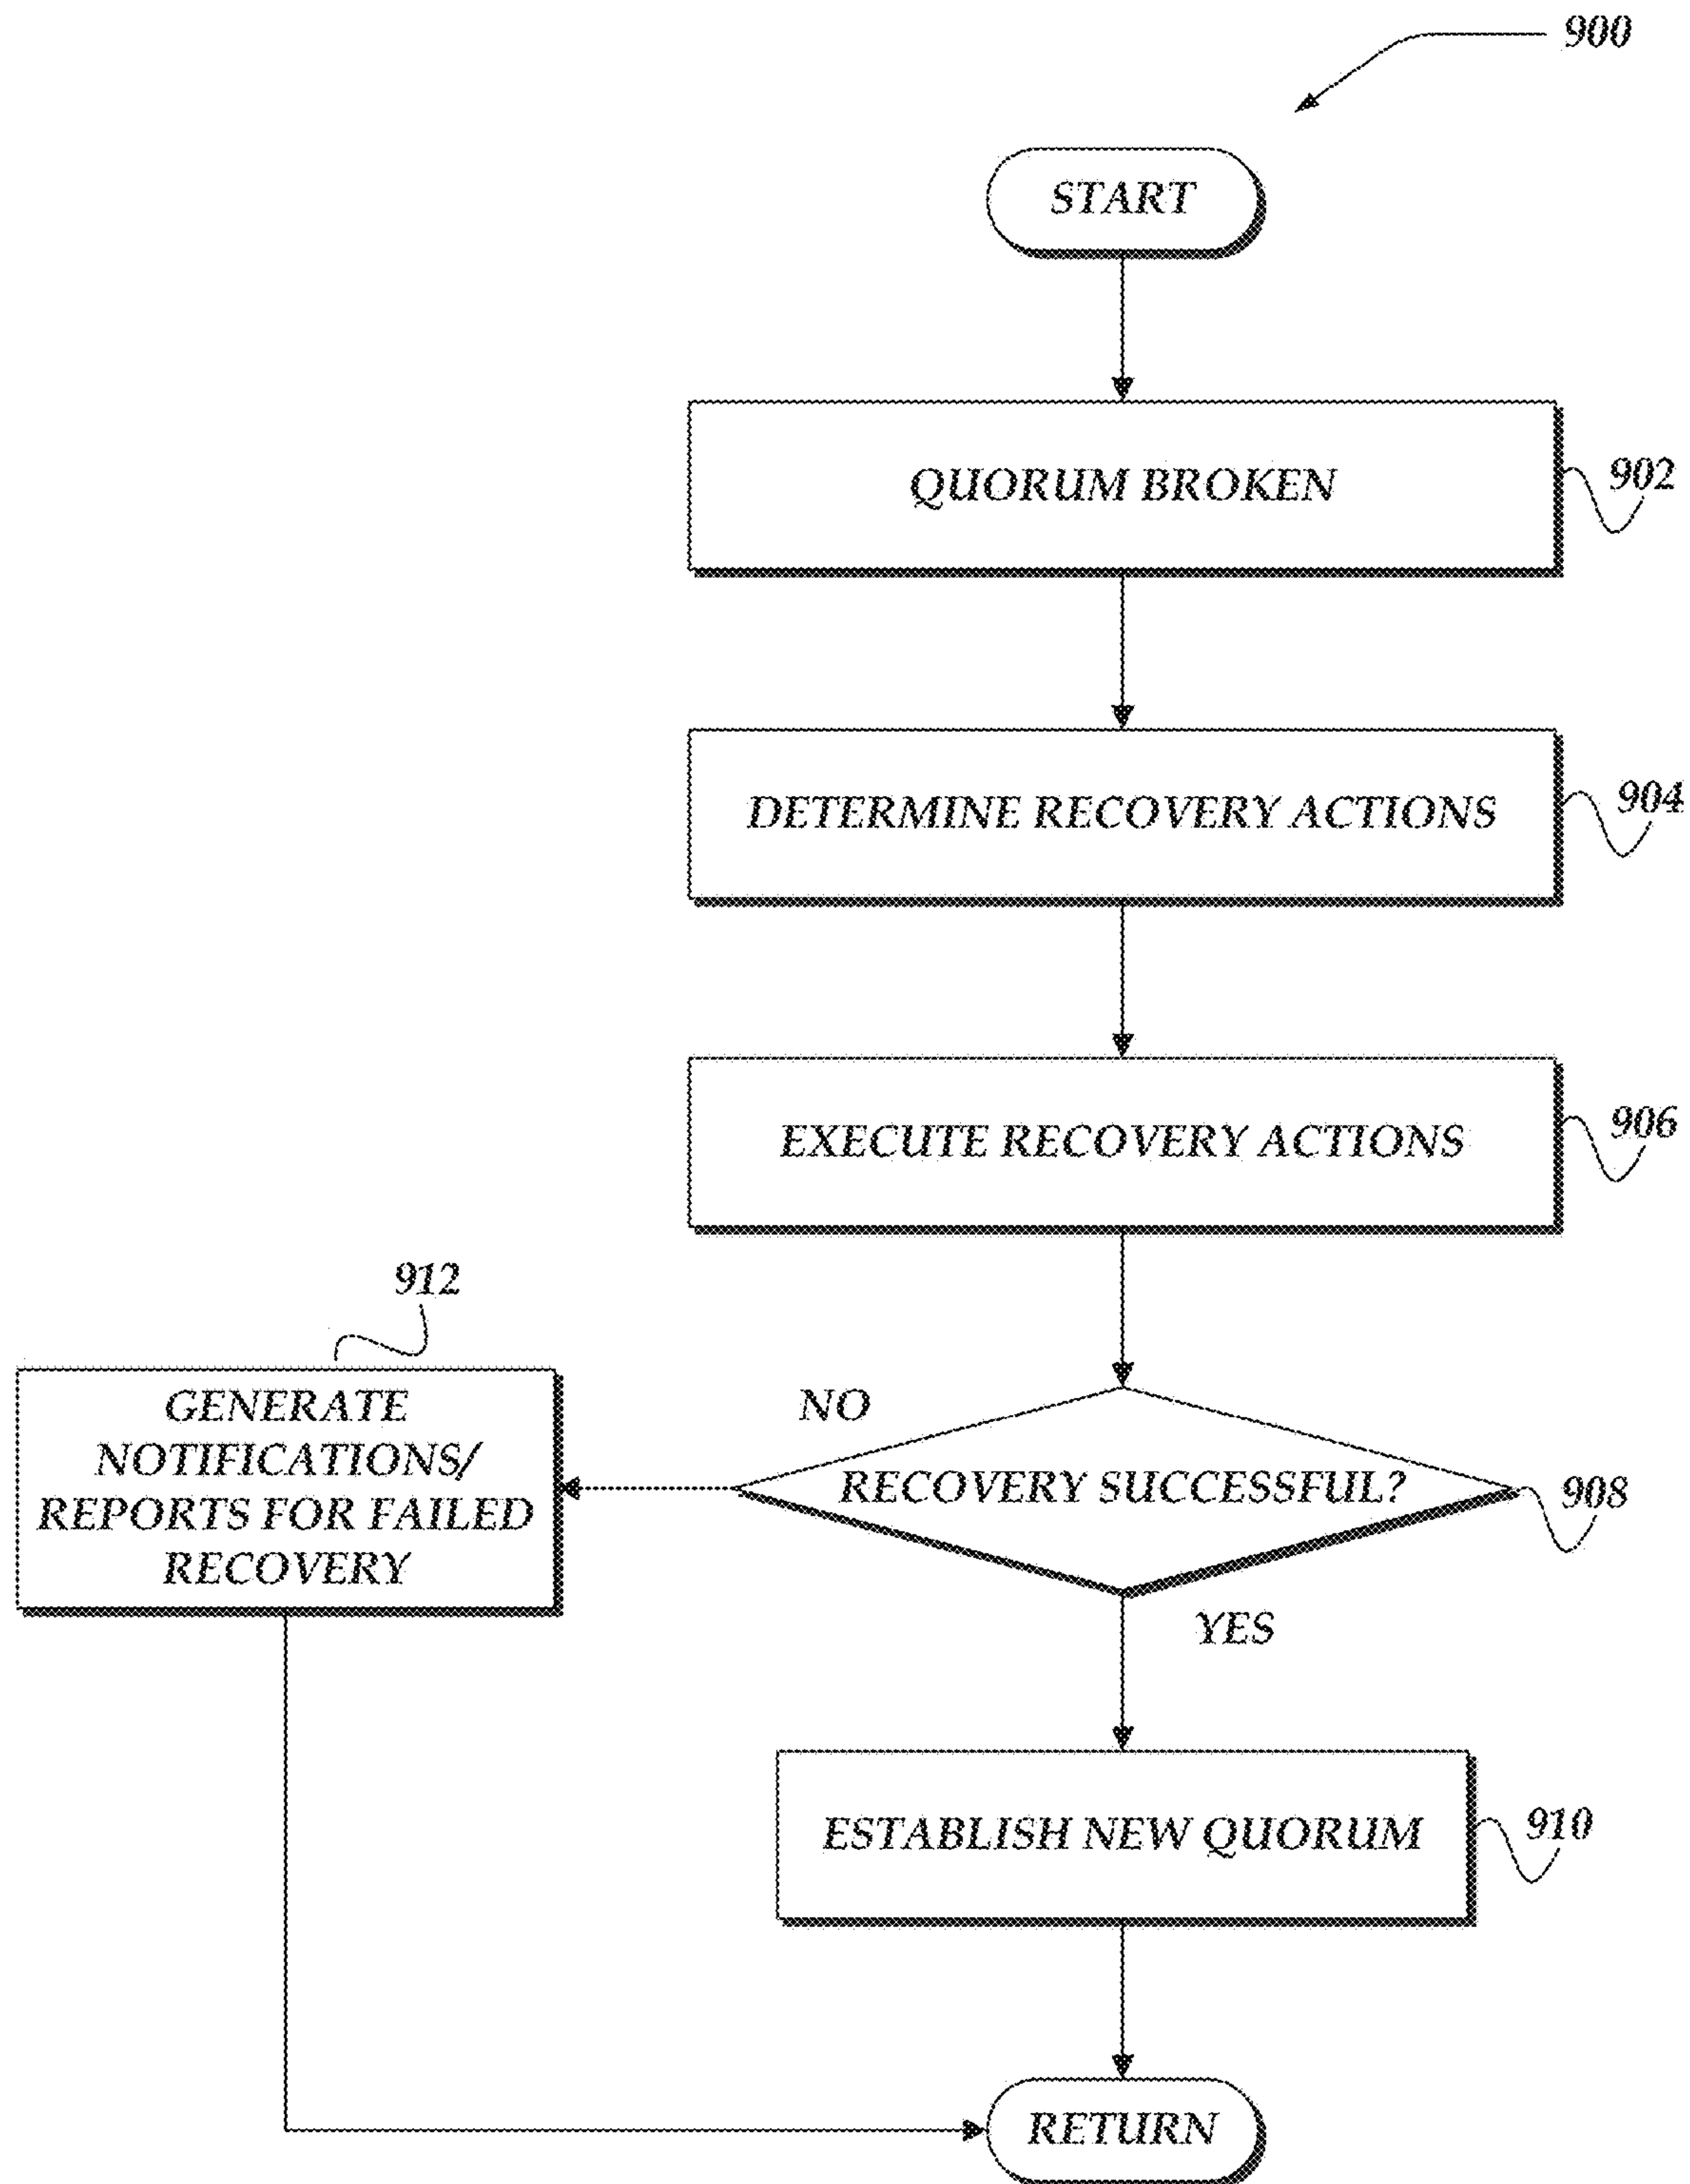 900
START
QUORUM BROKEN
902
DETERMINE RECOVERY ACTIONS
904
EXECUTE RECOVERY ACTIONS
906
912
GENERATE
NOTIFICATIONS/
REPORTS FOR FAILED
RECOVERY
NO
RECOVERY SUCCESSFUL?
908
YES
ESTABLISH NEW QUORUM
910
RETURN